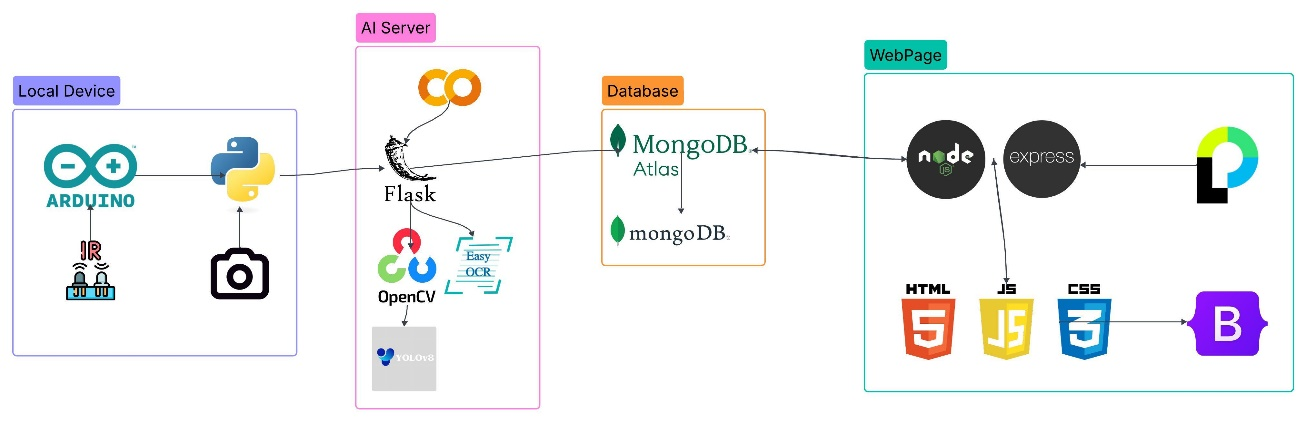 AI Server
WebPage
Local Device
Database
ARDUINO
IR
Flask
OpenCV
Easy
OCR
YOLOv8
MongoDB
Atlas
mongoDB
node
JS
express
HTML
5
JS
JS
CSS
3
B